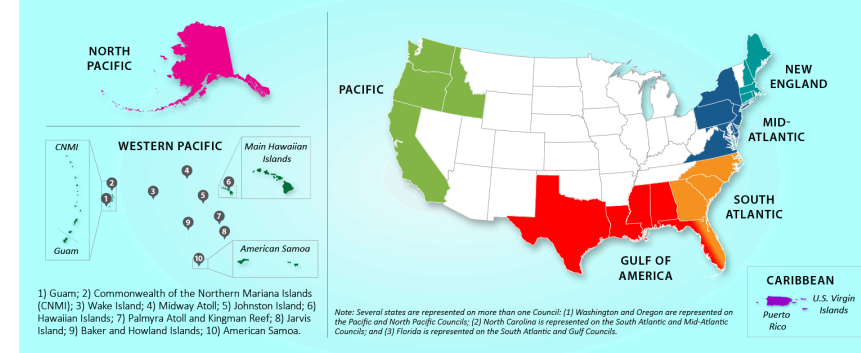 NORTH
PACIFIC
PACIFIC
NEW
ENGLAND
MID-
ATLANTIC
SOUTH
ATLANTIC
GULF OF
AMERICA
WESTERN PACIFIC
CNMI
Guam
Main Hawaiian
Islands
American Samoa
1
2
3
4
5
6
7
8
9
10
CARIBBEAN
Puerto
Rico
U.S. Virgin
Islands
1) Guam; 2) Commonwealth of the Northern Mariana Islands
(CNMI); 3) Wake Island; 4) Midway Atoll; 5) Johnston Island; 6)
Hawaiian Islands; 7) Palmyra Atoll and Kingman Reef; 8) Jarvis
Island; 9) Baker and Howland Islands; 10) American Samoa.
Note: Several states are represented on more than one Council: (1) Washington and Oregon are represented on
the Pacific and North Pacific Councils; (2) North Carolina is represented on the South Atlantic and Mid-Atlantic
Councils; and (3) Florida is represented on the South Atlantic and Gulf Councils.